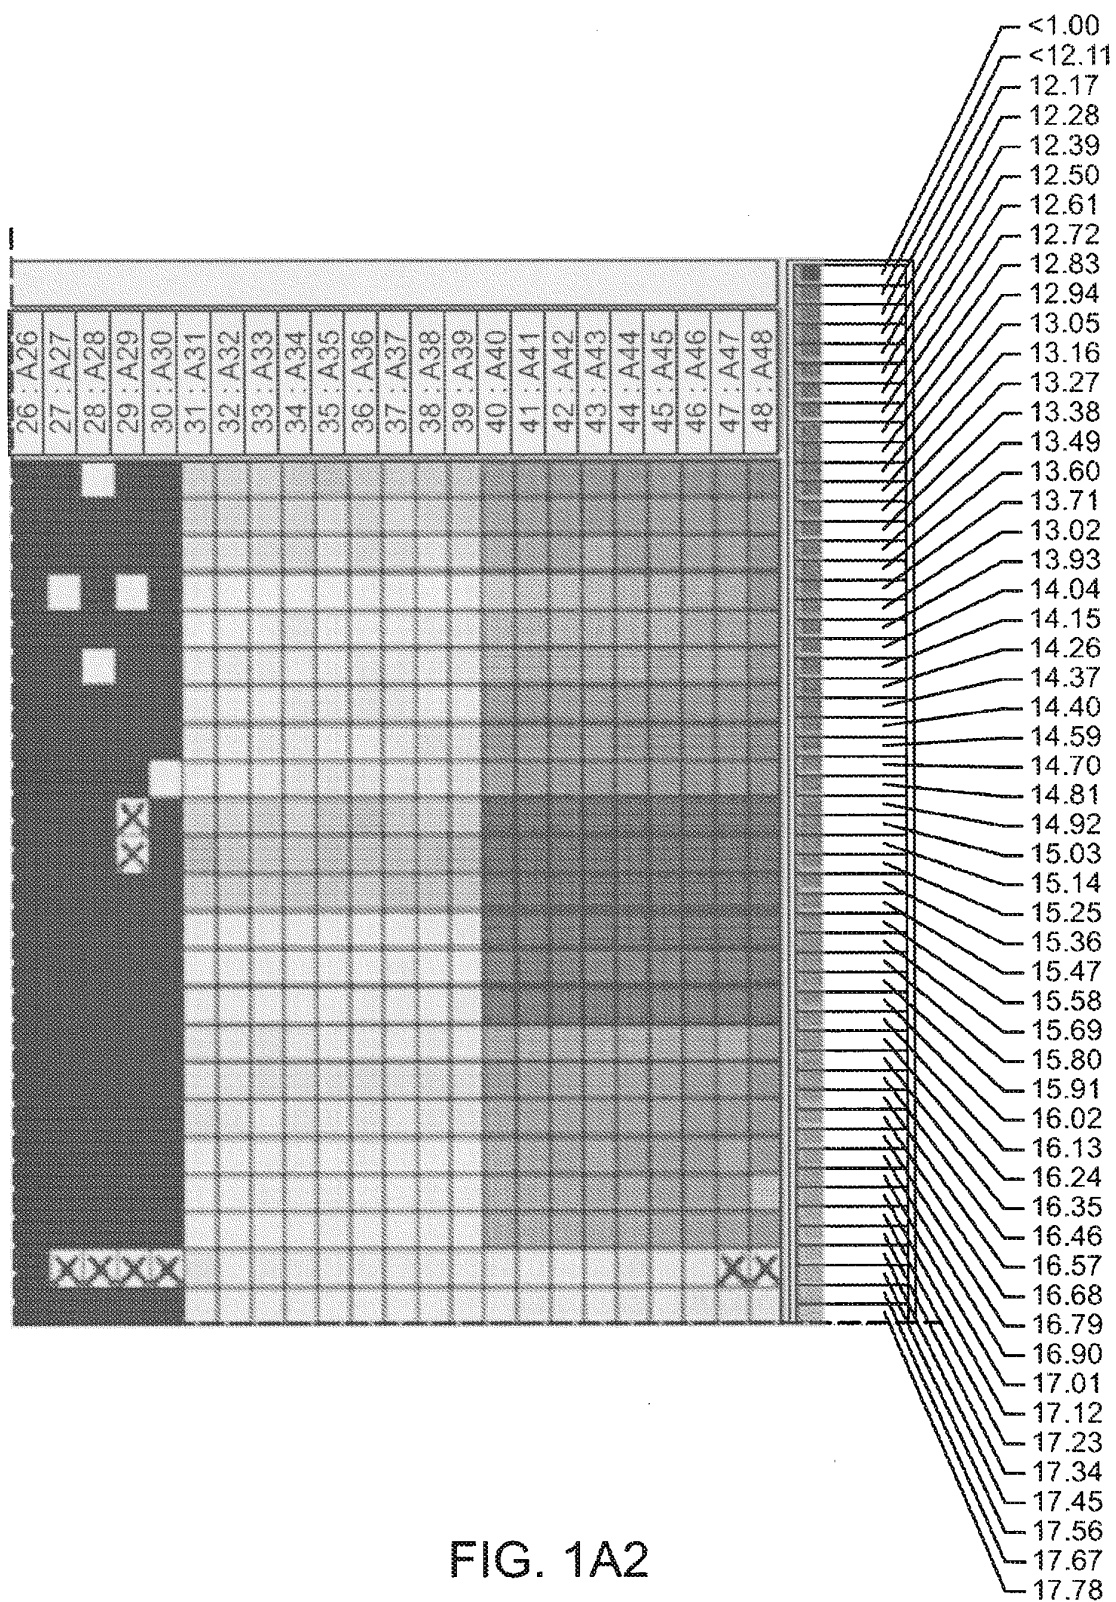 <1.00
<12.11
12.17
12.28
12.39
12.50
12.61
12.72
12.83
12.94
13.05
13.16
13.27
13.38
13.49
13.60
13.71
13.02
13.93
14.04
14.15
14.26
14.37
14.40
14.59
14.70
14.81
14.92
15.03
15.14
15.25
15.36
15.47
15.58
15.69
15.80
15.91
16.02
16.13
16.24
16.35
16.46
16.57
16.68
16.79
16.90
17.01
17.12
17.23
17.34
17.45
17.56
17.67
17.78
26 : A26
27 : A27
28 : A28
29 : A29
30 : A30
31 : A31
32 : A32
33 : A33
34 : A34
35 : A35
36 : A36
37 : A37
38 : A38
39 : A39
40 : A40
41 : A41
42 : A42
43 : A43
44 : A44
45 : A45
46 : A46
47 : A47
48 : A48
X
X
X X X X X X
FIG. 1A2